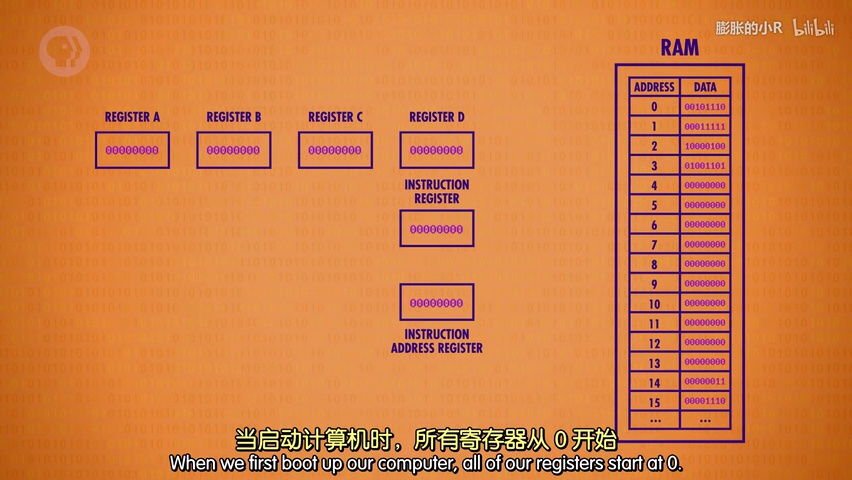 PBS
膨胀的小R bilibili
RAM
ADDRESS DATA
0 00101110
1 00011111
2 10000100
3 01001101
4 00000000
5 00000000
6 00000000
7 00000000
8 00000000
9 00000000
10 00000000
11 00000000
12 00000000
13 00000000
14 00000011
15 00001110
... ...
REGISTER A REGISTER B REGISTER C REGISTER D
00000000 00000000 00000000 00000000
INSTRUCTION
REGISTER
00000000
00000000
INSTRUCTION
ADDRESS REGISTER
当启动计算机时，所有寄存器从 0 开始
When we first boot up our computer, all of our registers start at 0.